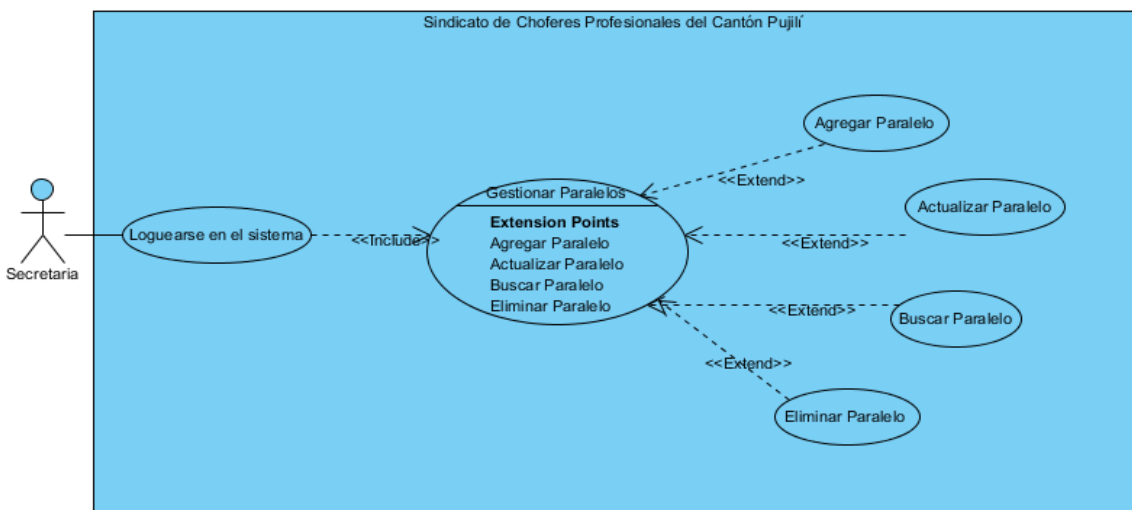 Sindicato de Choferes Profesionales del Cantón Pujilí
Agregar Paralelo
<<Extend>>
Gestionar Paralelos
Extension Points
Agregar Paralelo
Actualizar Paralelo
Buscar Paralelo
Eliminar Paralelo
Actualizar Paralelo
<<Extend>>
Loguearse en el sistema
<<Include>>
Secretaria
<<Extend>>
Buscar Paralelo
<<Extend>>
Eliminar Paralelo